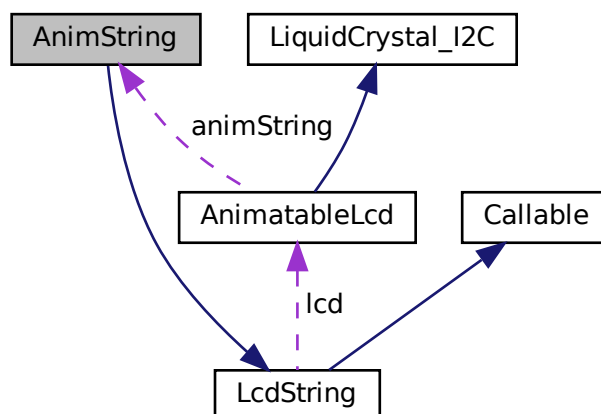 AnimString
LiquidCrystal_I2C
animString
AnimatableLcd
Callable
lcd
LcdString